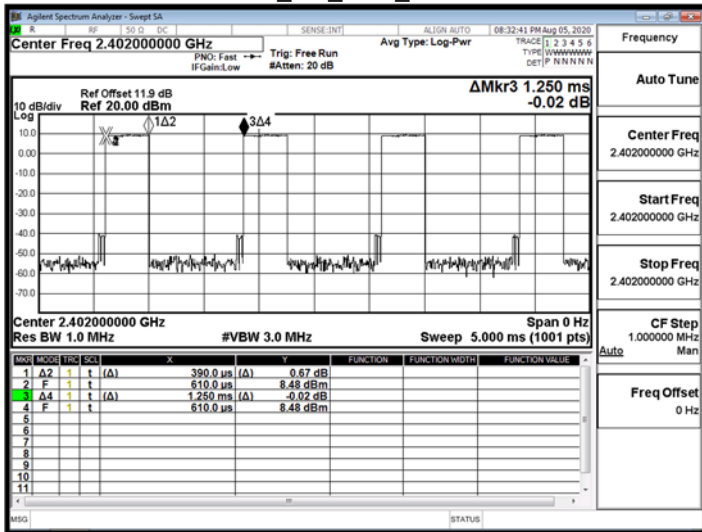 Agilent Spectrum Analyzer - Swept SA
R RF 50 Ω DC SENSE:INT ALIGN AUTO 08:32:41 PM Aug 05, 2020
Center Freq 2.402000000 GHz
PNO: Fast
IFGain:Low
Trig: Free Run
#Atten: 20 dB
Avg Type: Log-Pwr
TRACE 1 2 3 4 5 6
TYPE WWWWWW
DET P N N N N N
Ref Offset 11.9 dB
10 dB/div Ref 20.00 dBm
Log
ΔMkr3 1.250 ms
-0.02 dB
1Δ2
3Δ4
10.0
0.00
-10.0
-20.0
-30.0
-40.0
-50.0
-60.0
-70.0
Center 2.402000000 GHz Span 0 Hz
Res BW 1.0 MHz #VBW 3.0 MHz Sweep 5.000 ms (1001 pts)
MKR MODE TRC SCL X Y FUNCTION FUNCTION WIDTH FUNCTION VALUE
1 Δ2 1 t (Δ) 390.0 µs (Δ) 0.67 dB
2 F 1 t 610.0 µs 8.48 dBm
3 Δ4 1 t (Δ) 1.250 ms (Δ) -0.02 dB
4 F 1 t 610.0 µs 8.48 dBm
5
6
7
8
9
10
11
MSG STATUS
Frequency
Auto Tune
Center Freq
2.402000000 GHz
Start Freq
2.402000000 GHz
Stop Freq
2.402000000 GHz
CF Step
1.000000 MHz
Auto Man
Freq Offset
0 Hz